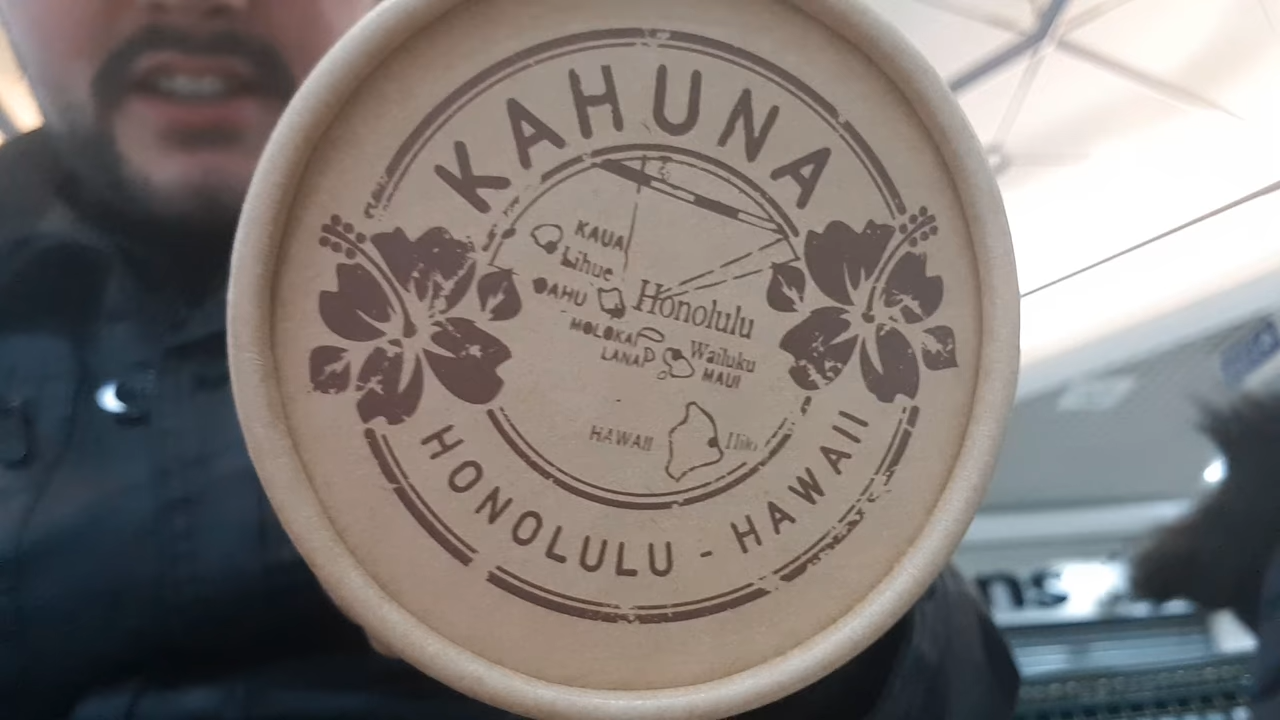 KAHUNA
KAUAI
Lihue
OAHU
Honolulu
MOLOKAI
LANAI
Wailuku
MAUI
HAWAII
Hilo
HONOLULU - HAWAII